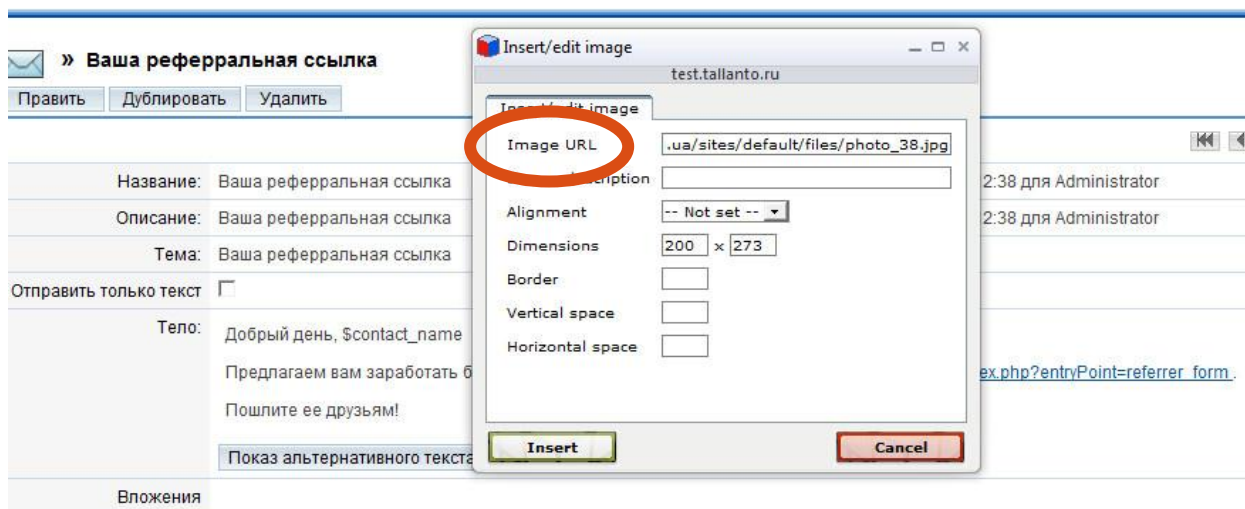 » Ваша реферральная ссылка
Править Дублировать Удалить
Название: Ваша реферральная ссылка
2:38 для Administrator
Описание: Ваша реферральная ссылка
2:38 для Administrator
Тема: Ваша реферральная ссылка
Отправить только текст
Тело:
Добрый день, $contact_name
Предлагаем вам заработать б
ex.php?entryPoint=referrer_form .
Пошлите ее друзьям!
Показ альтернативного текста
Вложения
Insert/edit image
test.tallanto.ru
Insert/edit image
Image URL .ua/sites/default/files/photo_38.jpg
Alignment -- Not set --
Dimensions 200 x 273
Border
Vertical space
Horizontal space
Insert Cancel